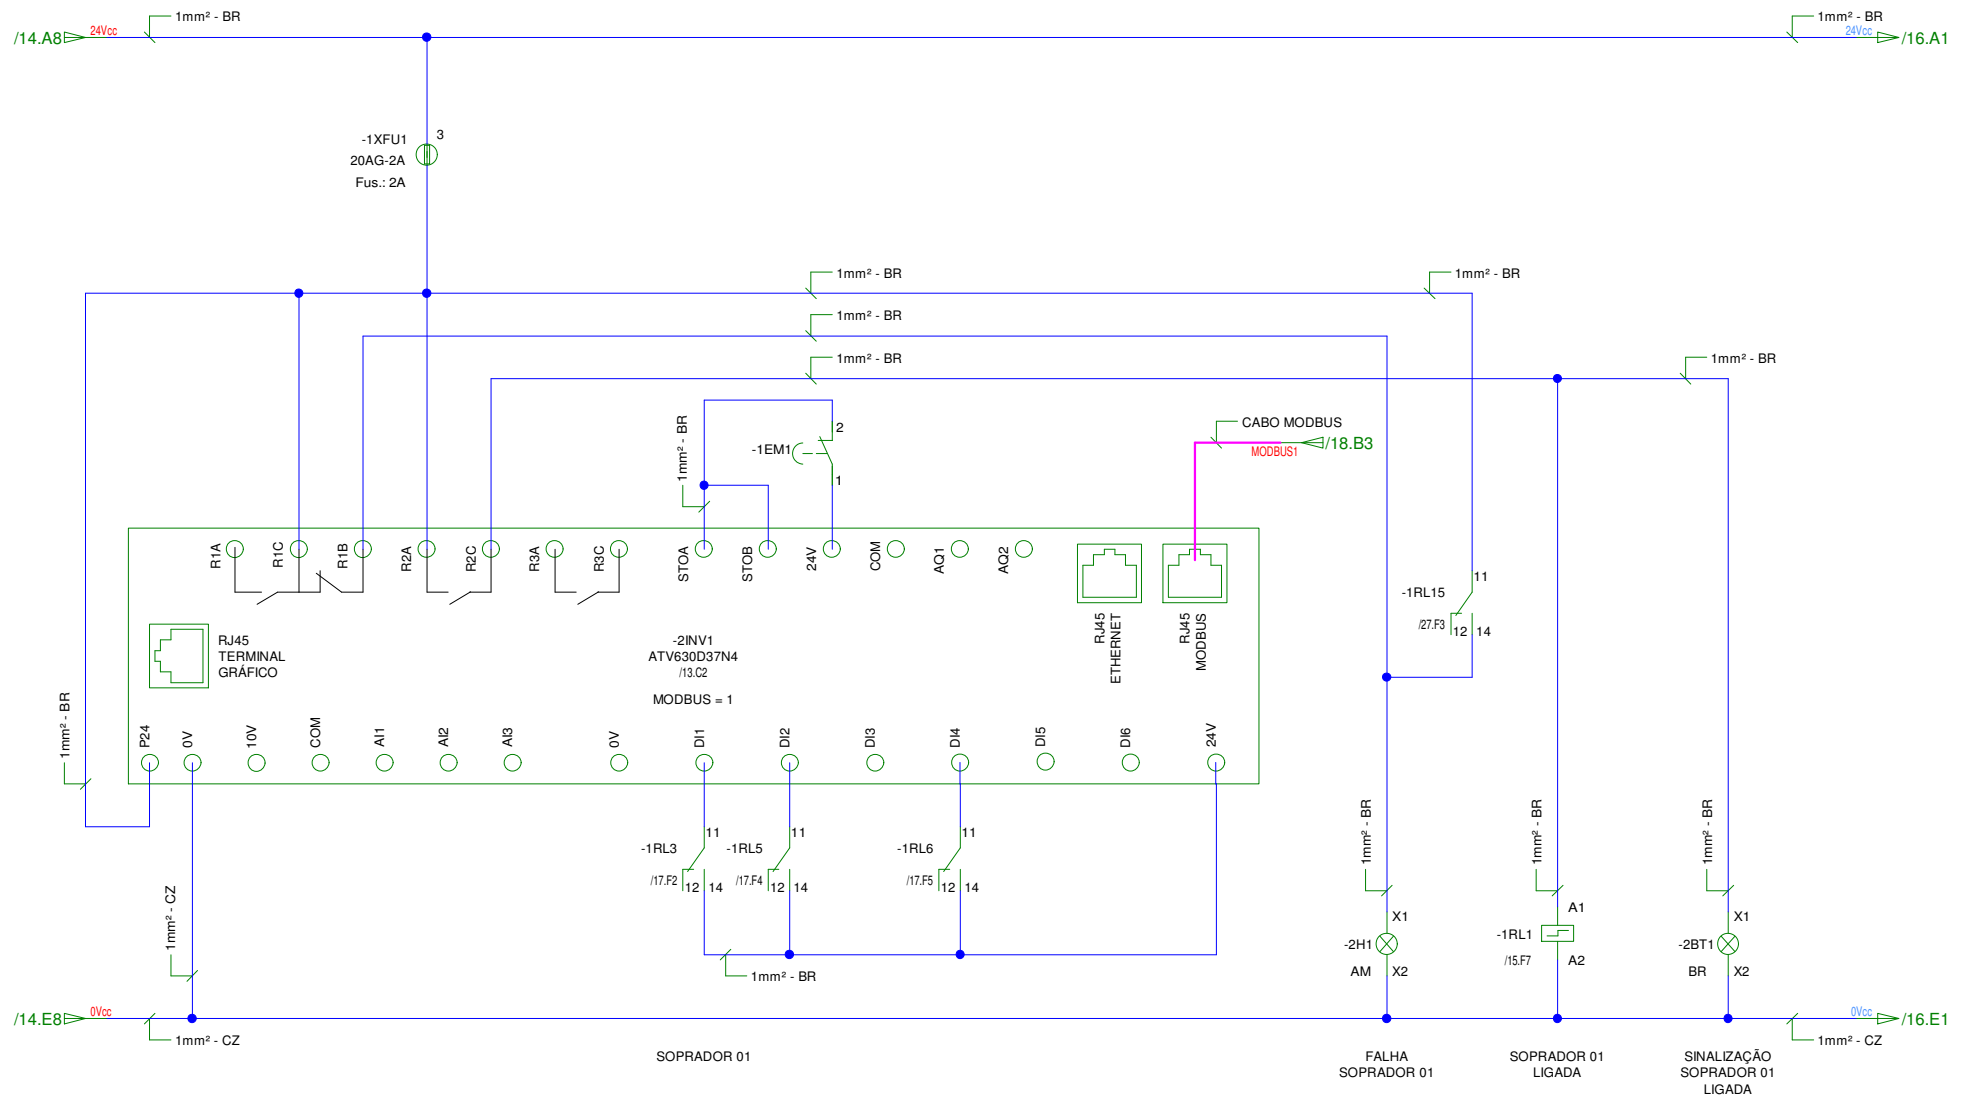 1mm² - BR
1mm² - BR
/14.A8
24Vcc
24Vcc
/16.A1
-1XFU1
3
20AG-2A
Fus.: 2A
1mm² - BR
1mm² - BR
1mm² - BR
1mm² - BR
1mm² - BR
1mm² - BR
-1EM1
2
1
CABO MODBUS
MODBUS1
/18.B3
R1A
R1C
R1B
R2A
R2C
R3A
R3C
STOA
STOB
24V
COM
AQ1
AQ2
RJ45
ETHERNET
RJ45
MODBUS
-1RL15
/27.F3
11
12
14
RJ45
TERMINAL
GRÁFICO
-2INV1
ATV630D37N4
/13.C2
MODBUS = 1
1mm² - BR
P24
0V
10V
COM
AI1
AI2
AI3
0V
DI1
DI2
DI3
DI4
DI5
DI6
24V
-1RL3
/17.F2
11
12
14
-1RL5
/17.F4
11
12
14
-1RL6
/17.F5
11
12
14
1mm² - BR
1mm² - BR
1mm² - BR
1mm² - CZ
1mm² - BR
-2H1
AM
X1
X2
-1RL1
/15.F7
A1
A2
-2BT1
BR
X1
X2
/14.E8
0Vcc
0Vcc
/16.E1
1mm² - CZ
1mm² - CZ
SOPRADOR 01
FALHA
SOPRADOR 01
SOPRADOR 01
LIGADA
SINALIZAÇÃO
SOPRADOR 01
LIGADA